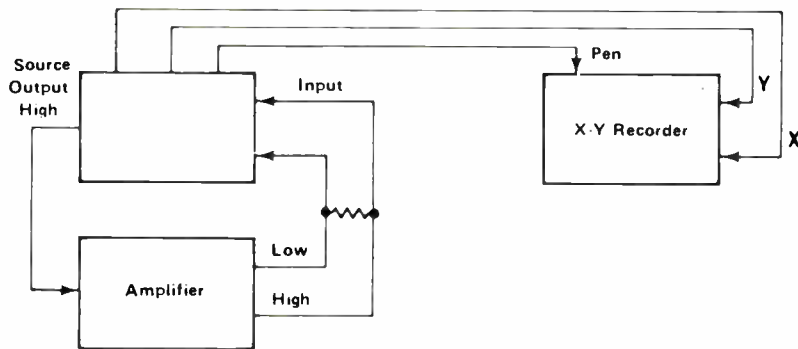 Source
Output
High
Input
Pen
Y
X-Y Recorder
X
Low
Amplifier
High